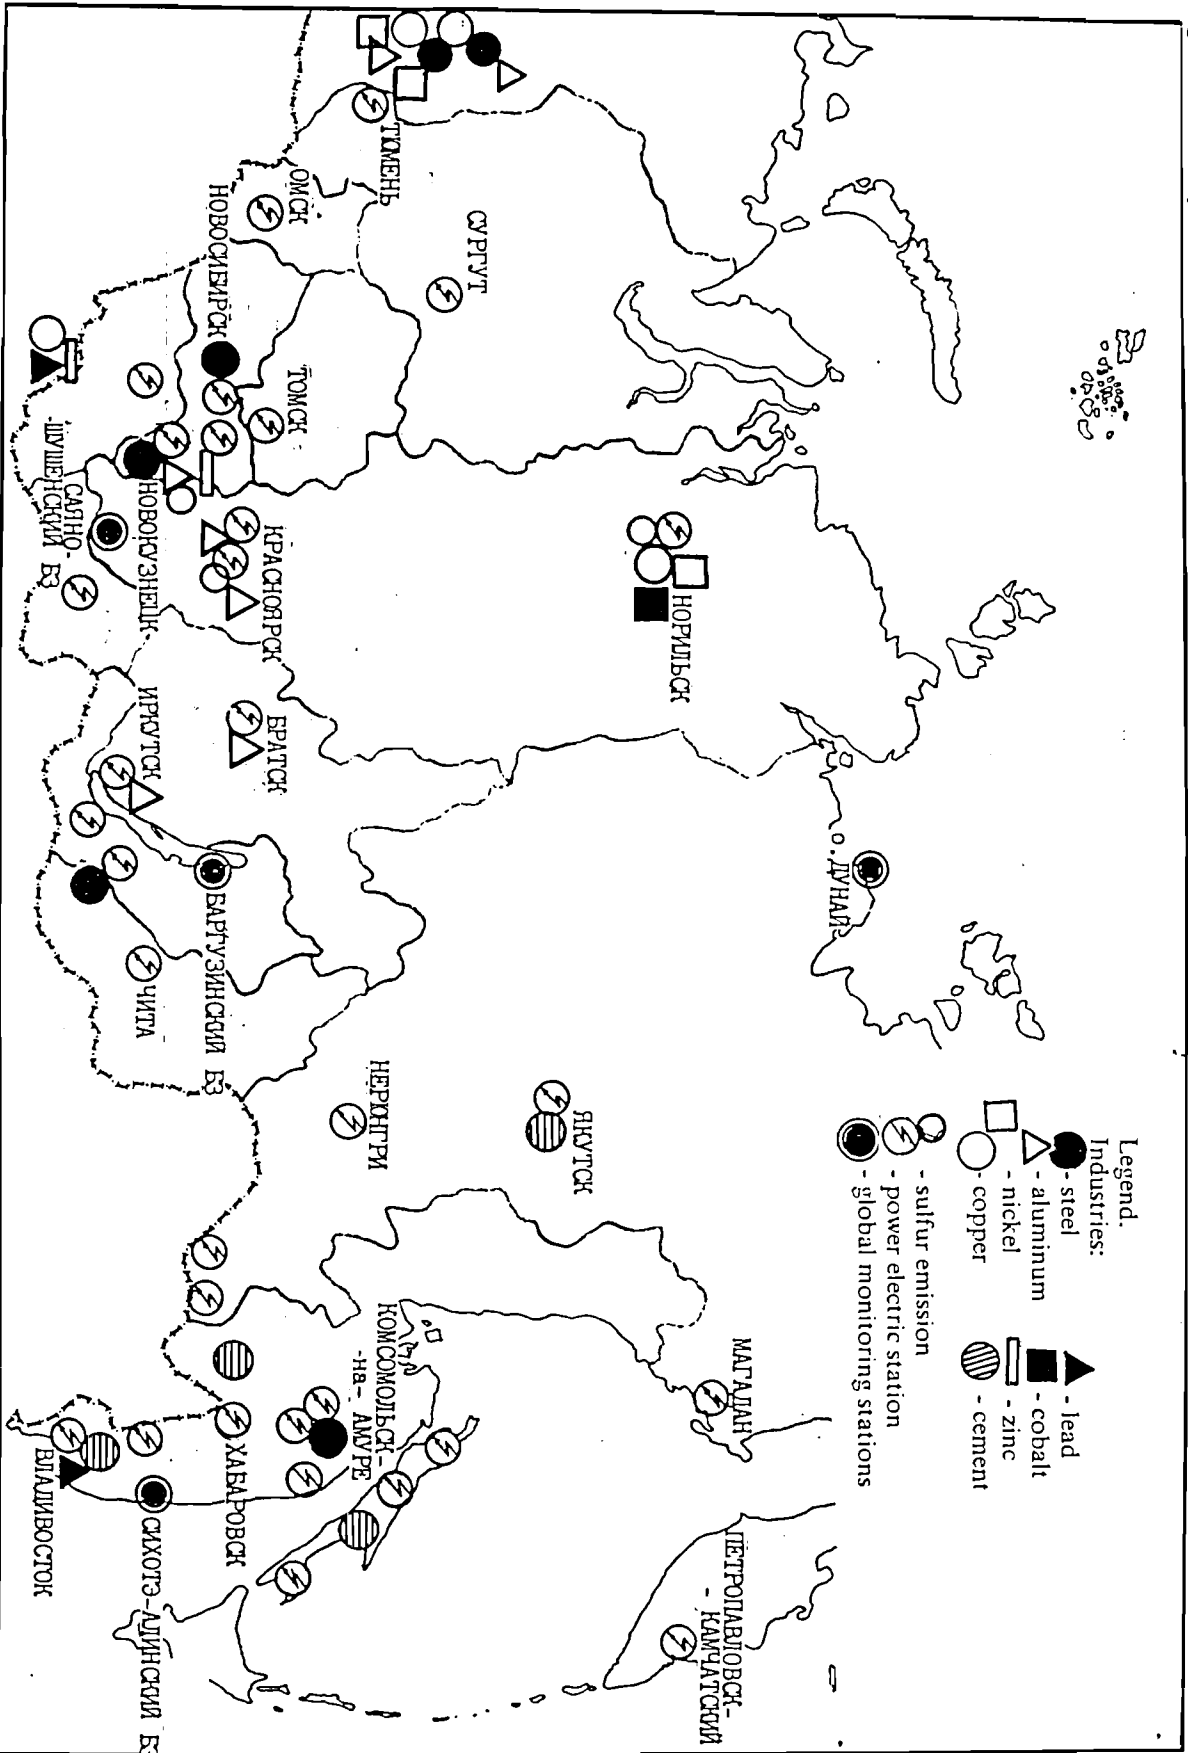 Legend.
Industries:
- steel
- aluminum
- nickel
- copper
- lead
- cobalt
- zinc
- cement
- sulfur emission
- power electric station
- global monitoring stations
о. ДУНАЙ
НОРИЛЬСК
МАГАДАН
ПЕТРОПАВЛОВСК-
- КАМЧАТСКИЙ
СУРГУТ
ЯКУТСК
ТЮМЕНЬ
НЕРЮНГРИ
КОМСОМОЛЬСК-
-на- АМУРЕ
ОМСК
ТОМСК
КРАСНОЯРСК
БРАТСК
НОВОСИБИРСК
БАРГУЗИНСКИЙ БЗ
ХАБАРОВСК
НОВОКУЗНЕЦК
ИРКУТСК
ЧИТА
СИХОТЭ-АЛИНСКИЙ БЗ
САЯНО-
ШУШЕНСКИЙ БЗ
ВЛАДИВОСТОК